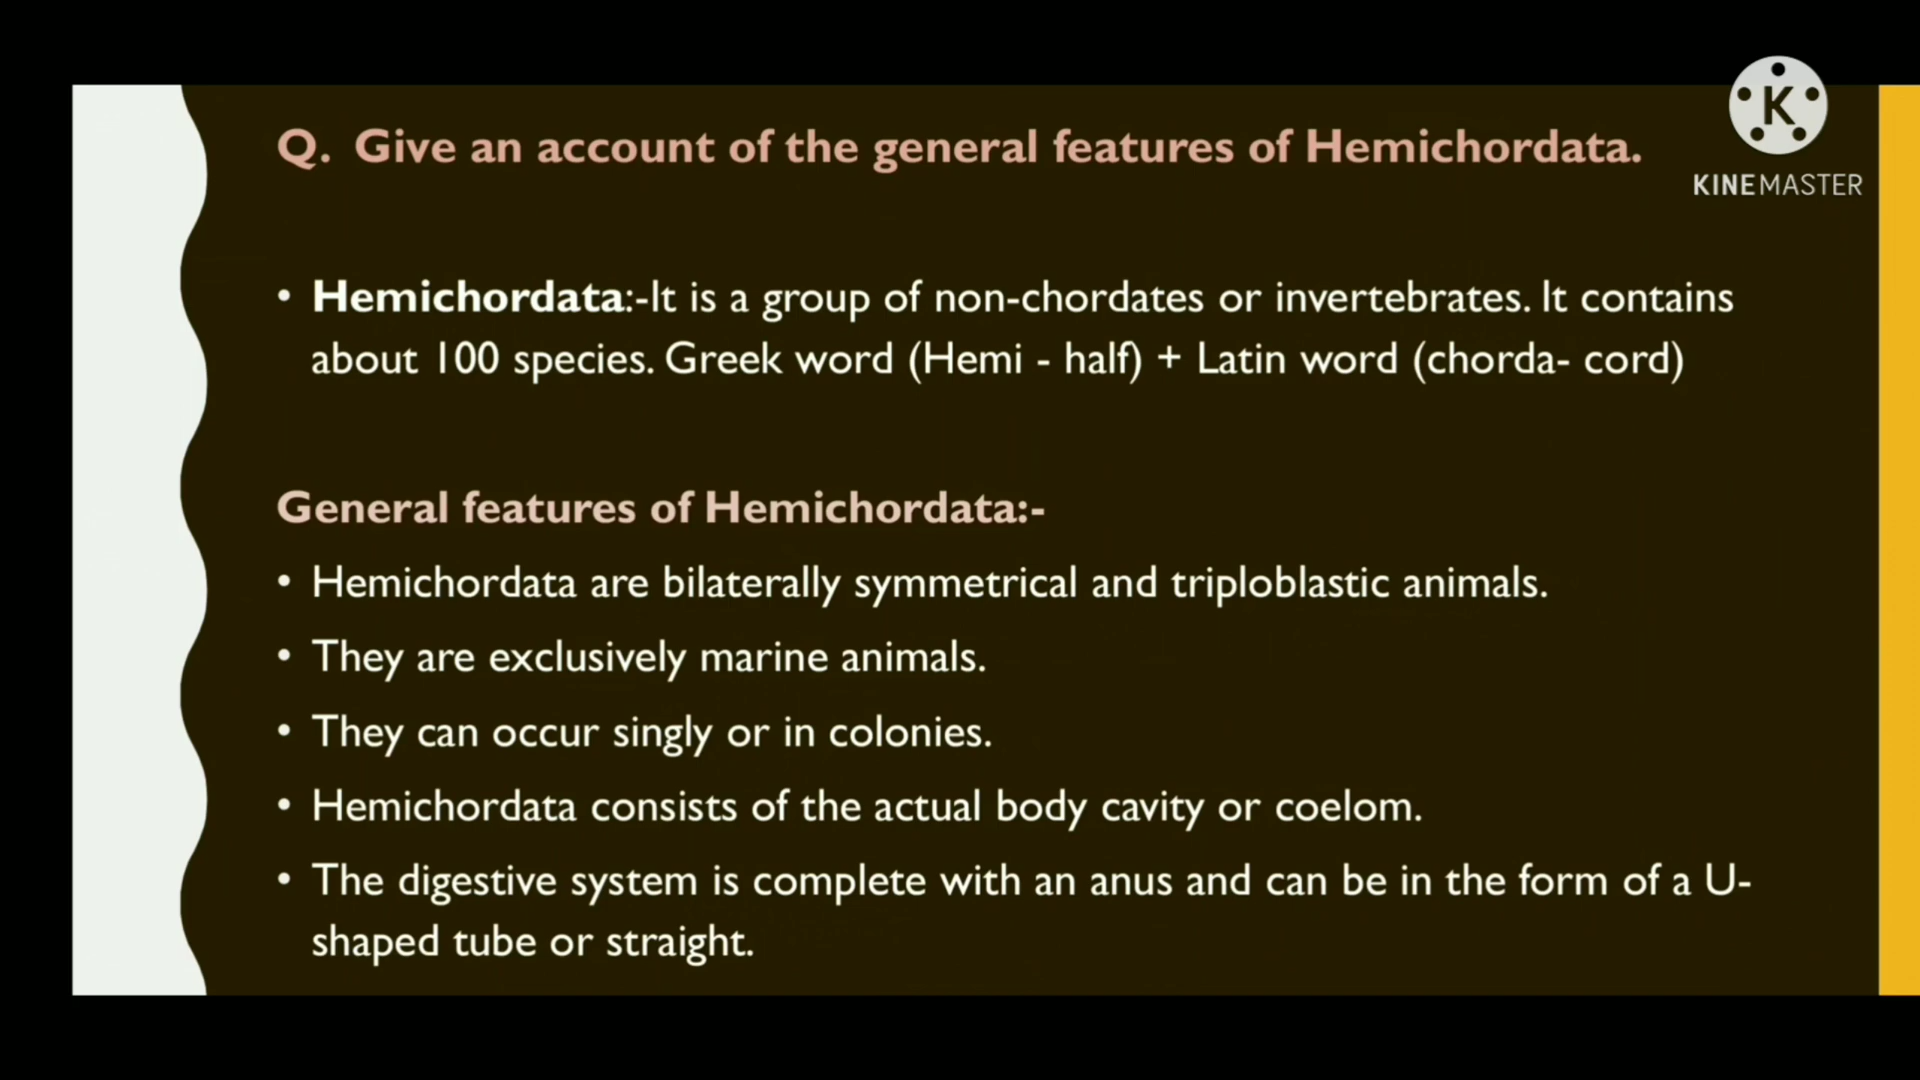 Q. Give an account of the general features of Hemichordata.
K
KINEMASTER
• Hemichordata:-It is a group of non-chordates or invertebrates. It contains
about 100 species. Greek word (Hemi - half) + Latin word (chorda- cord)
General features of Hemichordata:-
• Hemichordata are bilaterally symmetrical and triploblastic animals.
• They are exclusively marine animals.
• They can occur singly or in colonies.
• Hemichordata consists of the actual body cavity or coelom.
• The digestive system is complete with an anus and can be in the form of a U-
shaped tube or straight.